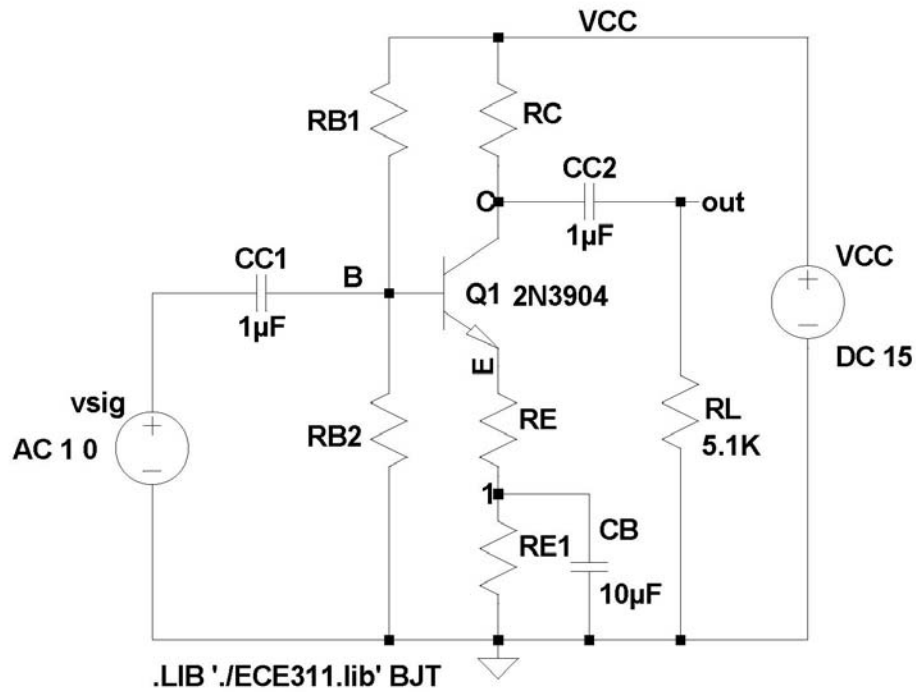 VCC
RB1
RC
CC2
C
out
1µF
CC1
B
VCC
1µF
Q1 2N3904
DC 15
E
vsig
AC 1 0
RB2
RE
RL
5.1K
1
RE1
CB
10µF
.LIB './ECE311.lib' BJT